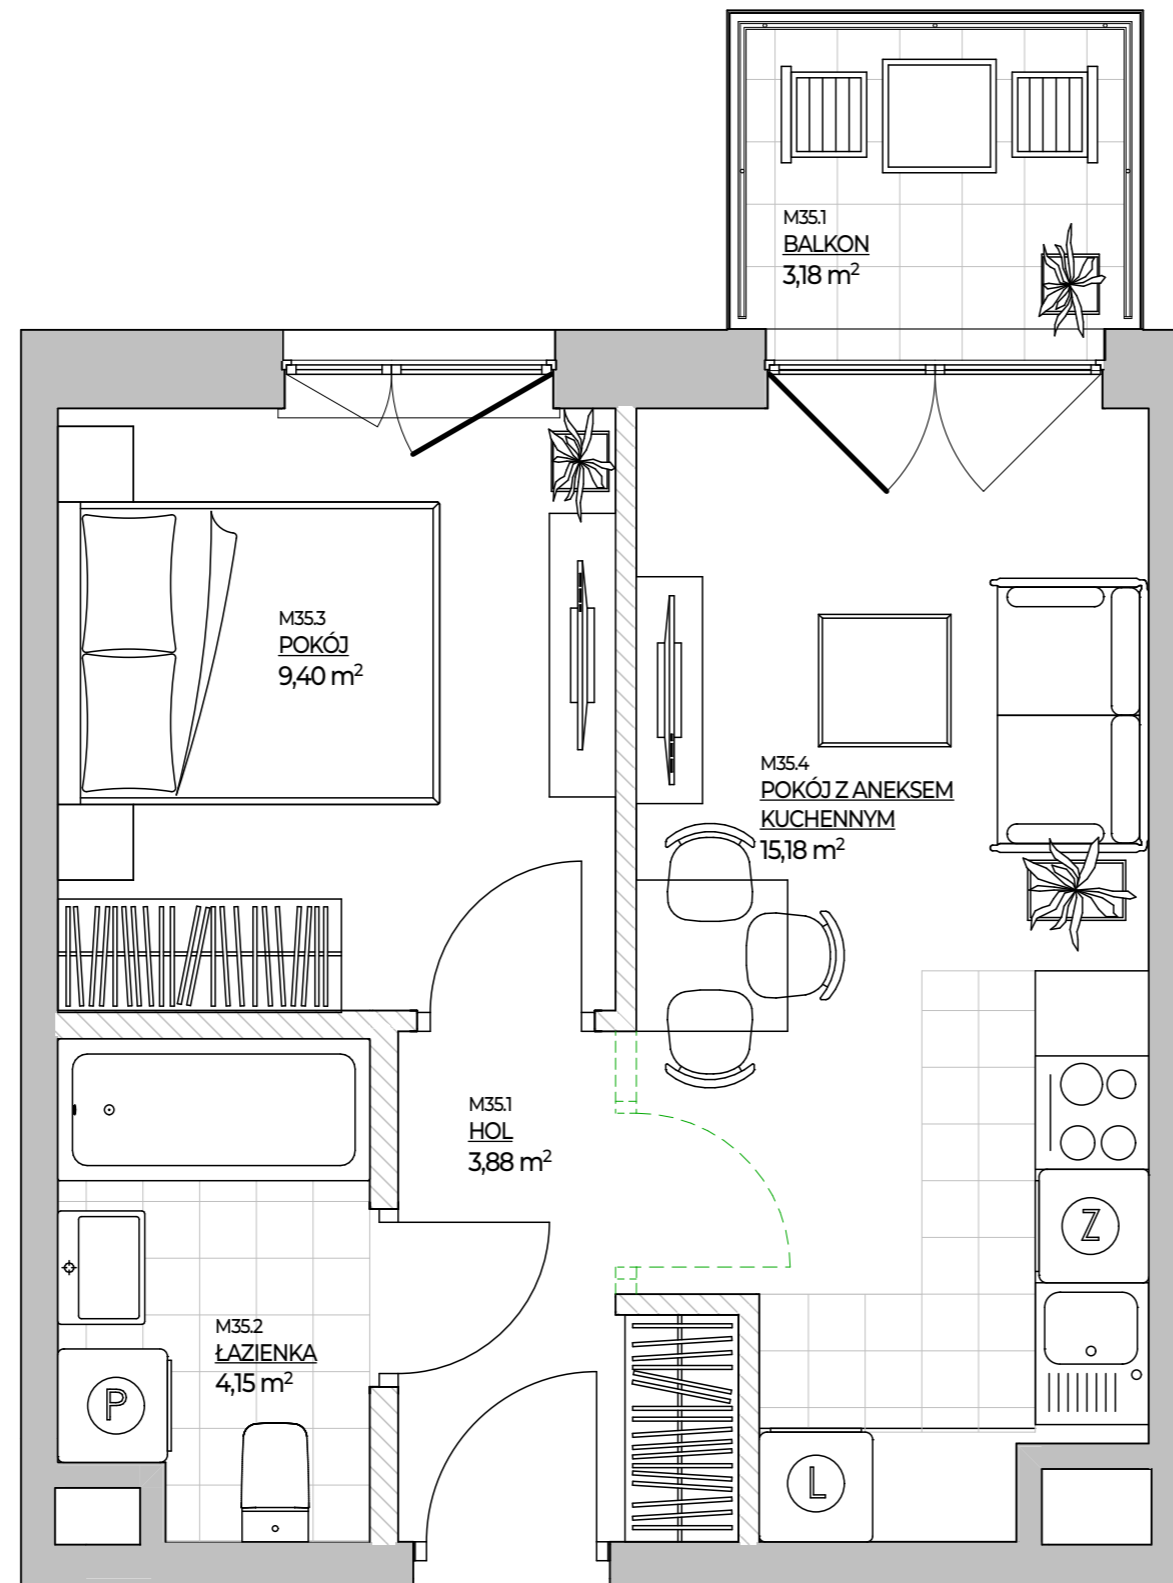 M35.1
BALKON
3,18 m²
M35.3
POKÓJ
9,40 m²
M35.4
POKÓJ Z ANEKSEM
KUCHENNYM
15,18 m²
M35.1
HOL
3,88 m²
Z
M35.2
ŁAZIENKA
4,15 m²
P
L